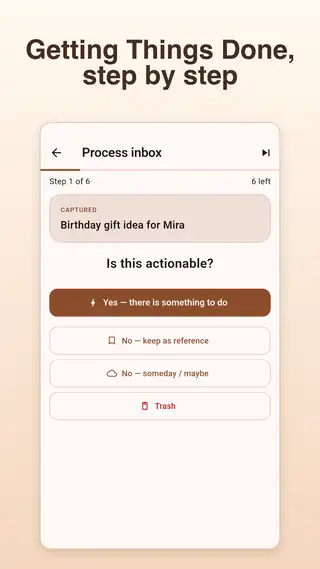 Getting Things Done,
step by step
Process inbox
Step 1 of 6
6 left
CAPTURED
Birthday gift idea for Mira
Is this actionable?
Yes — there is something to do
No — keep as reference
No — someday / maybe
Trash